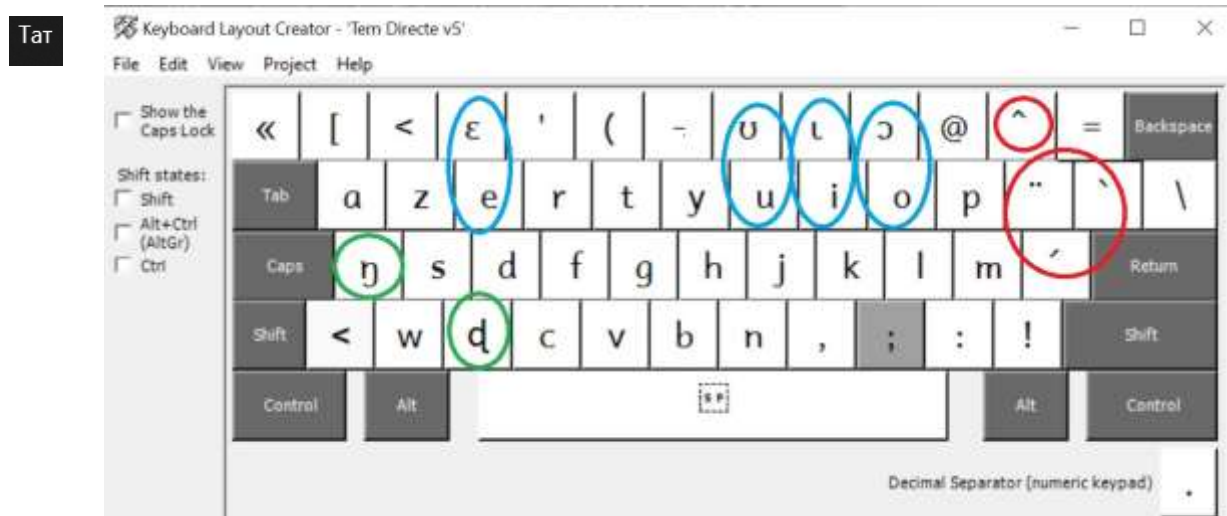 Тат
Keyboard Layout Creator - 'Tem Directe v5'
File Edit View Project Help
Show the Caps Lock
Shift states:
Shift
Alt+Ctrl (AltGr)
Ctrl
« [ < ɛ ' ( - ʊ ɩ ɔ @ ^ = Backspace
Tab a z e r t y u i o p ¨ ` \
Caps ŋ s d f g h j k l m ´ Return
Shift < w ɖ c v b n , ; : ! Shift
Control Alt SP Alt Control
Decimal Separator (numeric keypad) .